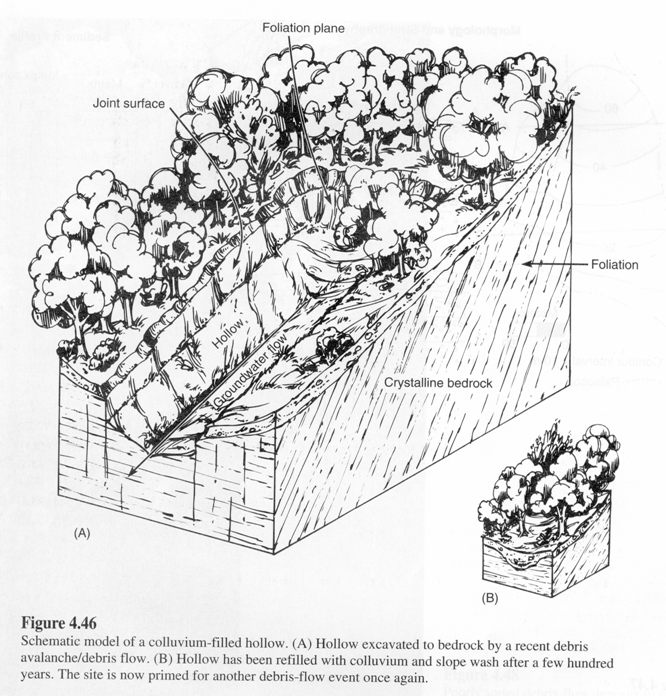 Foliation plane
Joint surface
Foliation
Hollow
Groundwater flow
Crystalline bedrock
(A)
(B)
Figure 4.46
Schematic model of a colluvium-filled hollow. (A) Hollow excavated to bedrock by a recent debris
avalanche/debris flow. (B) Hollow has been refilled with colluvium and slope wash after a few hundred
years. The site is now primed for another debris-flow event once again.